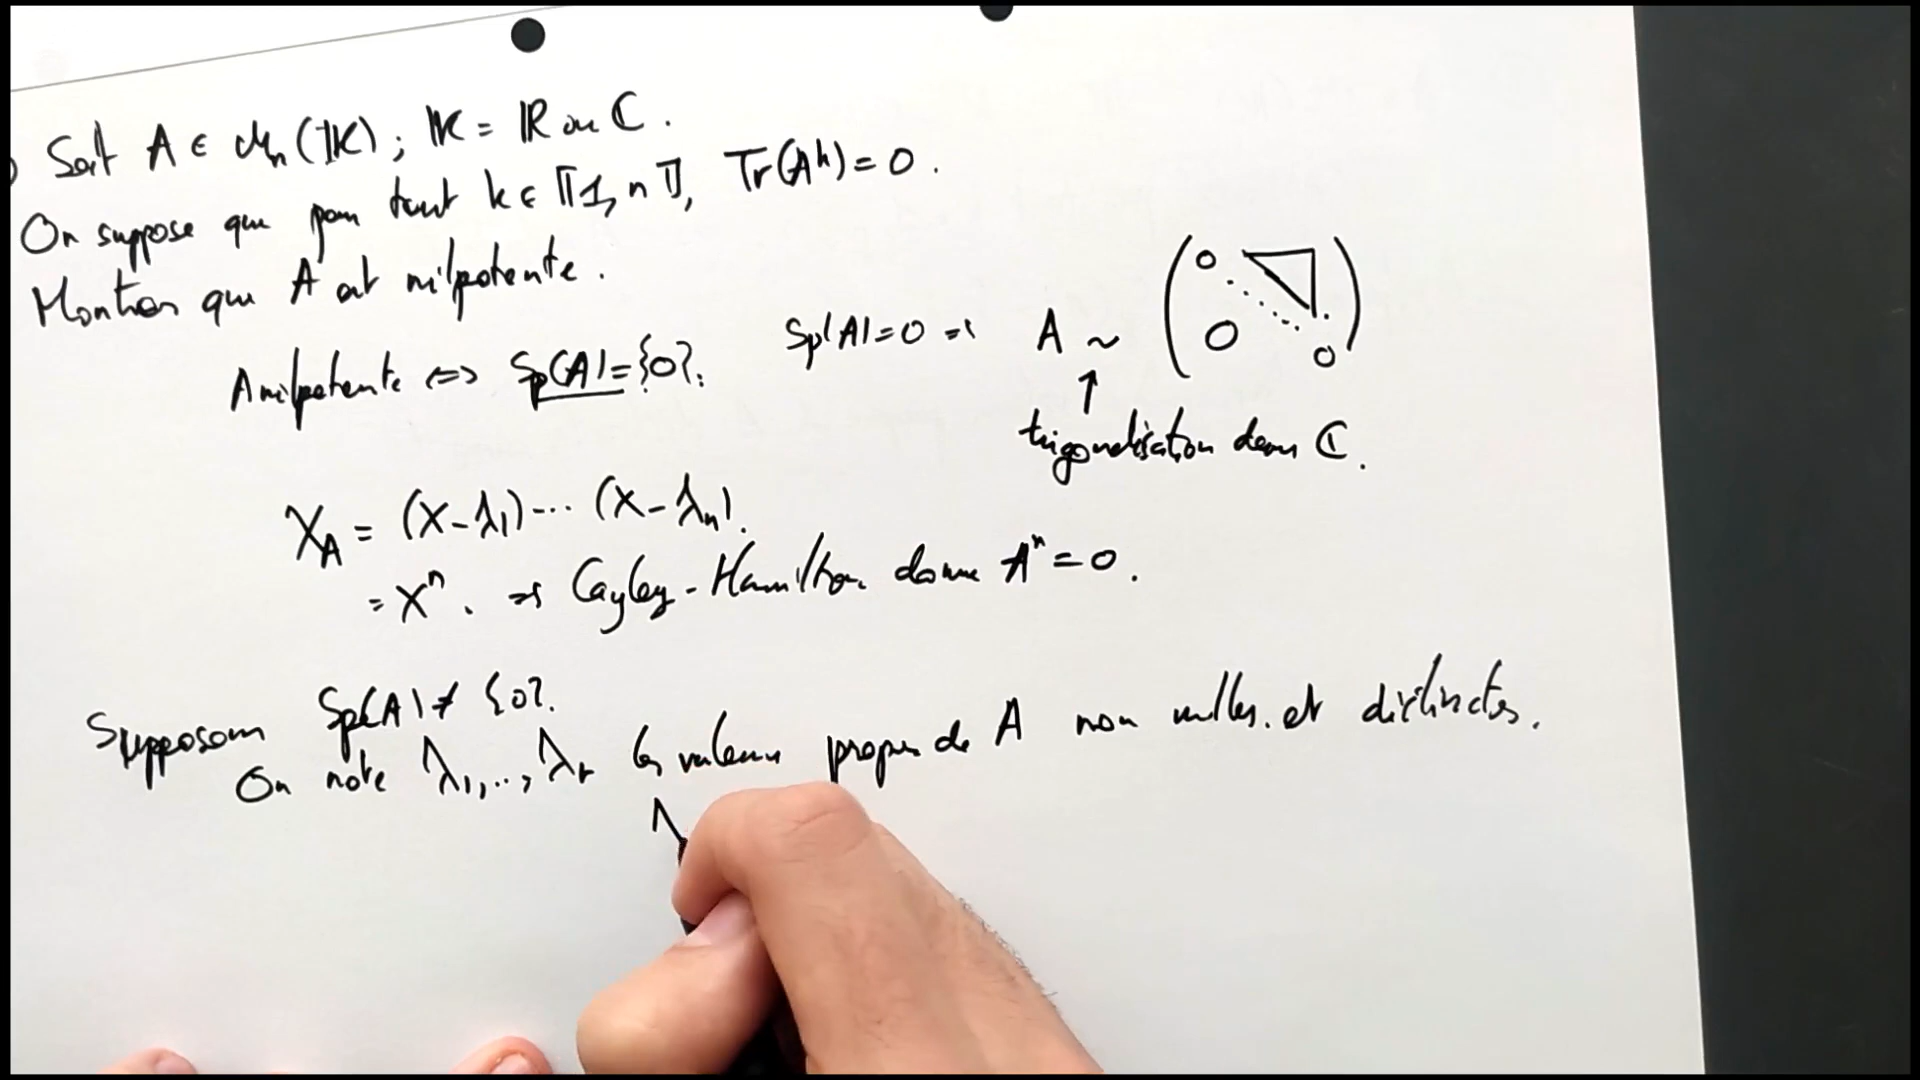 ) Soit A ∈ Mn(𝕂) ; 𝕂 = ℝ ou ℂ.
On suppose que pour tout k ∈ ⟦1, n⟧, Tr(A^k) = 0.
Montrer que A est nilpotente.
A nilpotente ⟺ Sp(A) = {0}.
Sp(A) = 0 ⇒ A ~ (0 ⋱ 0 0)
↑
trigonalisation dans ℂ.
χ_A = (X-λ1)··· (X-λn).
= X^n. ⇒ Cayley-Hamilton donne A^n = 0.
Supposons Sp(A) ≠ {0}.
On note λ1,..., λr les valeurs propres de A non nulles. et distinctes.